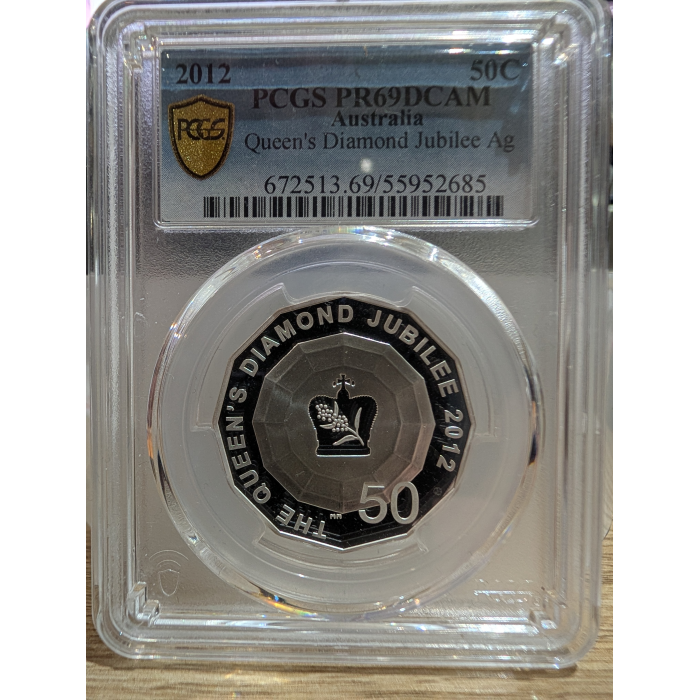 2012 50C
PCGS PR69DCAM
Australia
Queen's Diamond Jubilee Ag
672513.69/55952685
PCGS
THE QUEEN'S DIAMOND JUBILEE 2012
MM
50